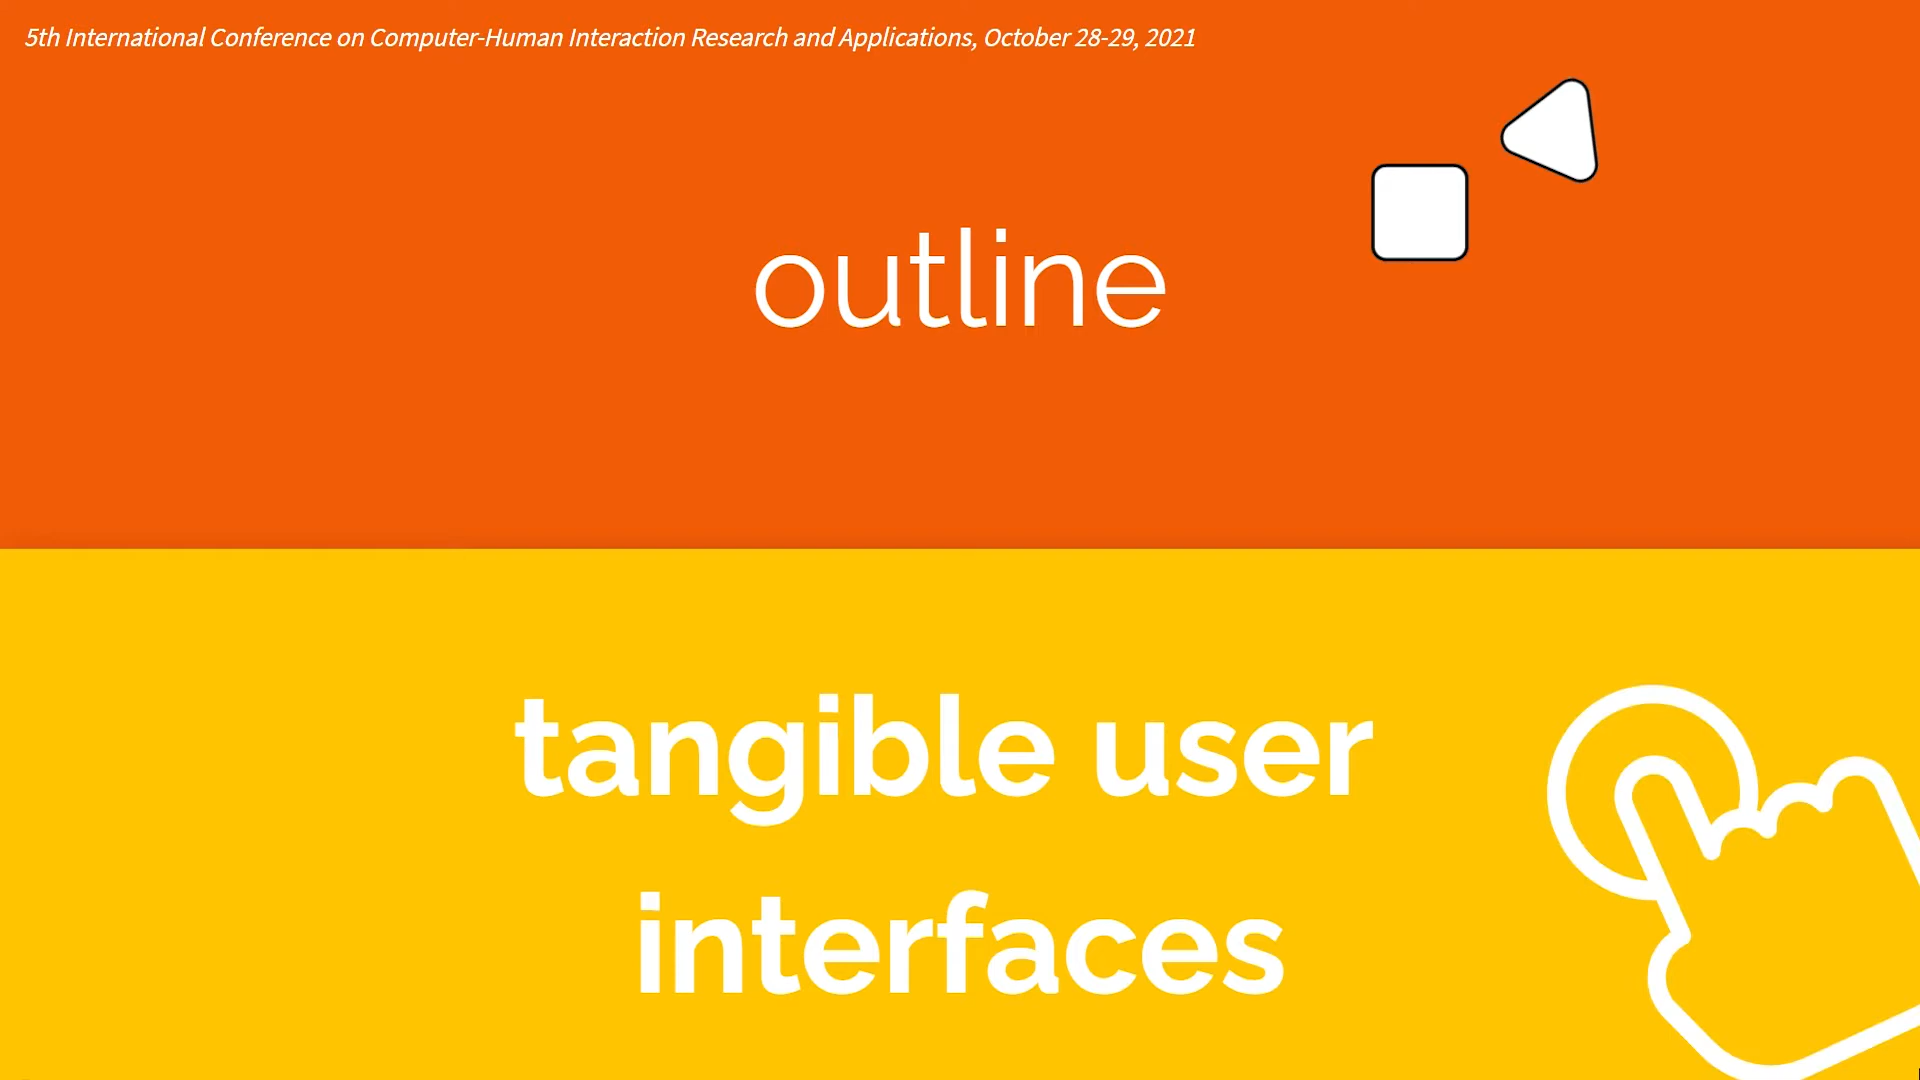 5th International Conference on Computer-Human Interaction Research and Applications, October 28-29, 2021
outline
tangible user
interfaces